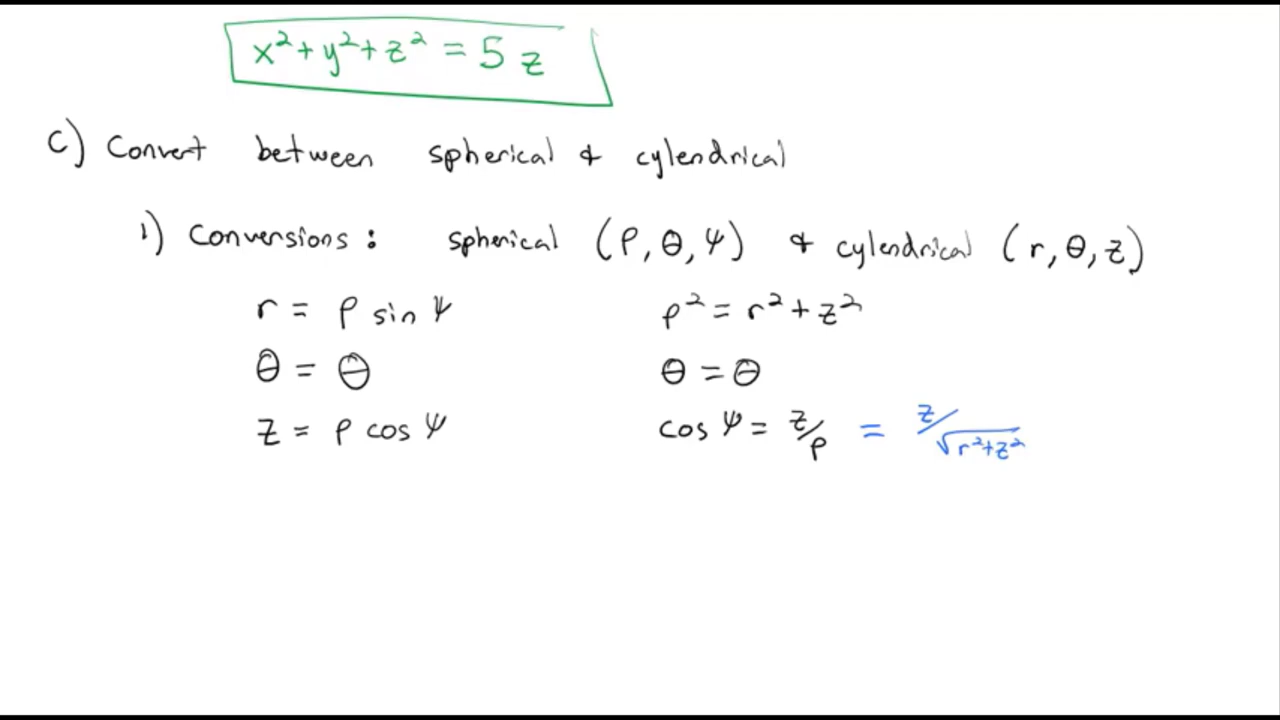 x² + y² + z² = 5z
C) Convert between spherical & cylendrical
1) Conversions: spherical (ρ, θ, Ψ) & cylendrical (r, θ, z)
r = ρ sin Ψ ρ² = r² + z²
θ = θ θ = θ
z = ρ cos Ψ cos Ψ = z/ρ = z/√r²+z²